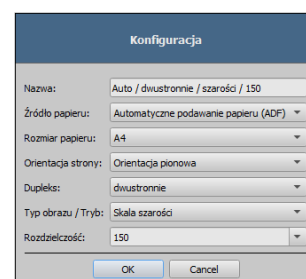 Konfiguracja
Nazwa: Auto / dwustronnie / szarości / 150
Źródło papieru: Automatyczne podawanie papieru (ADF)
Rozmiar papieru: A4
Orientacja strony: Orientacja pionowa
Dupleks: dwustronnie
Typ obrazu / Tryb: Skala szarości
Rozdzielczość: 150
OK Cancel